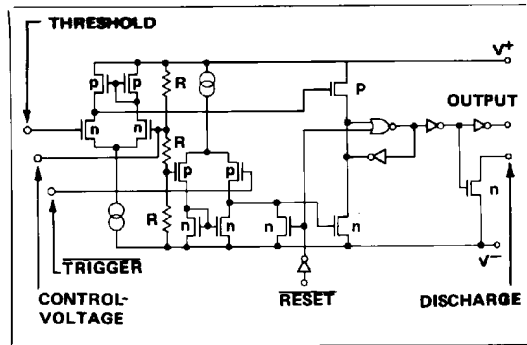 THRESHOLD
V+
p p R
p
OUTPUT
n n
R
p p
R
n n n n
n
TRIGGER
RESET
V−
CONTROL-
VOLTAGE
DISCHARGE